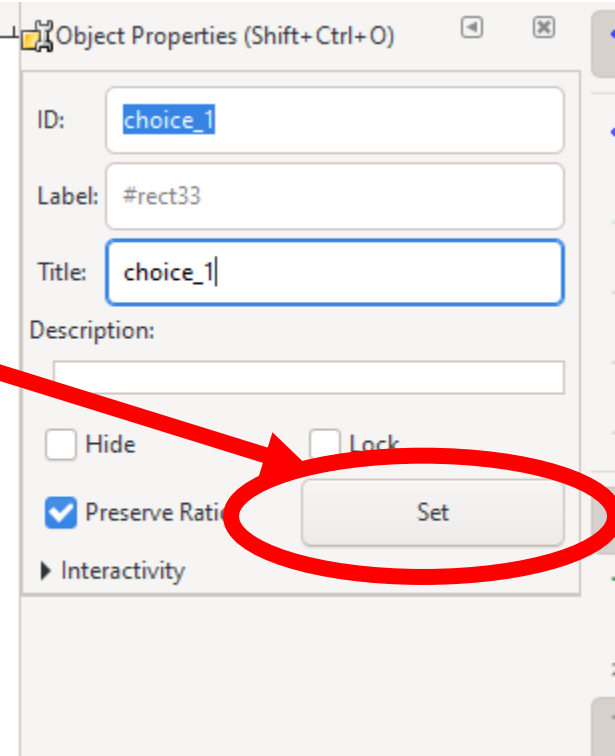 Object Properties (Shift+Ctrl+O)
ID: choice_1
Label: #rect33
Title: choice_1
Description:
Hide Lock
Preserve Ratio Set
Interactivity